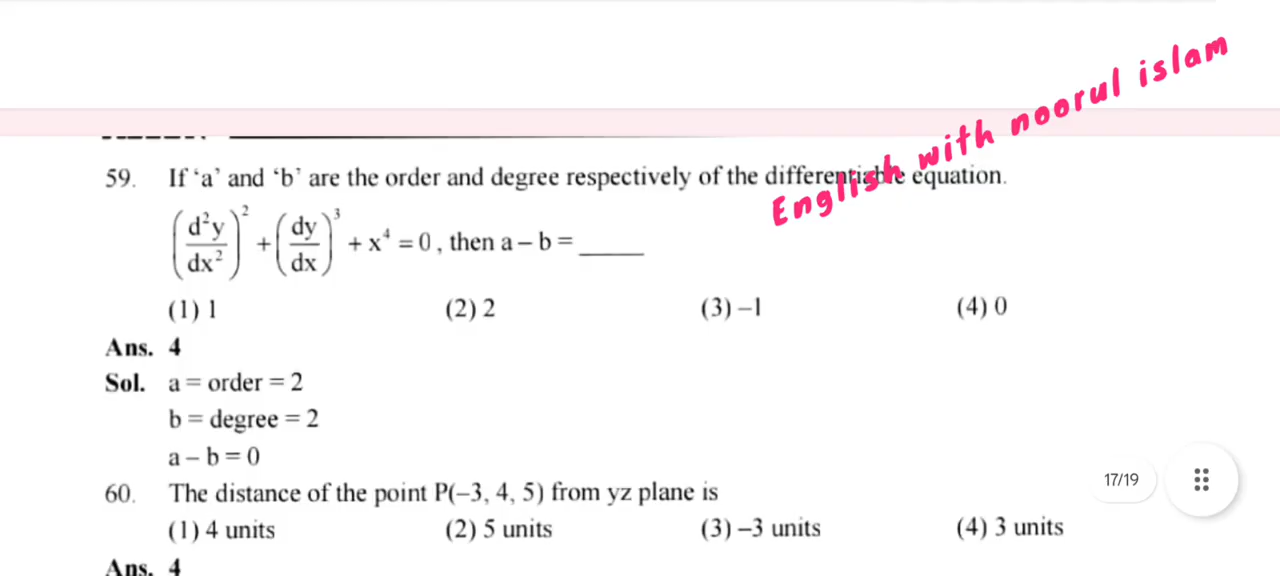 English with noorul islam
59. If ‘a’ and ‘b’ are the order and degree respectively of the differentiable equation.
(d²y/dx²)² + (dy/dx)³ + x⁴ = 0, then a – b = _____
(1) 1 (2) 2 (3) –1 (4) 0
Ans. 4
Sol. a = order = 2
b = degree = 2
a – b = 0
60. The distance of the point P(–3, 4, 5) from yz plane is
17/19
(1) 4 units (2) 5 units (3) –3 units (4) 3 units
Ans. 4